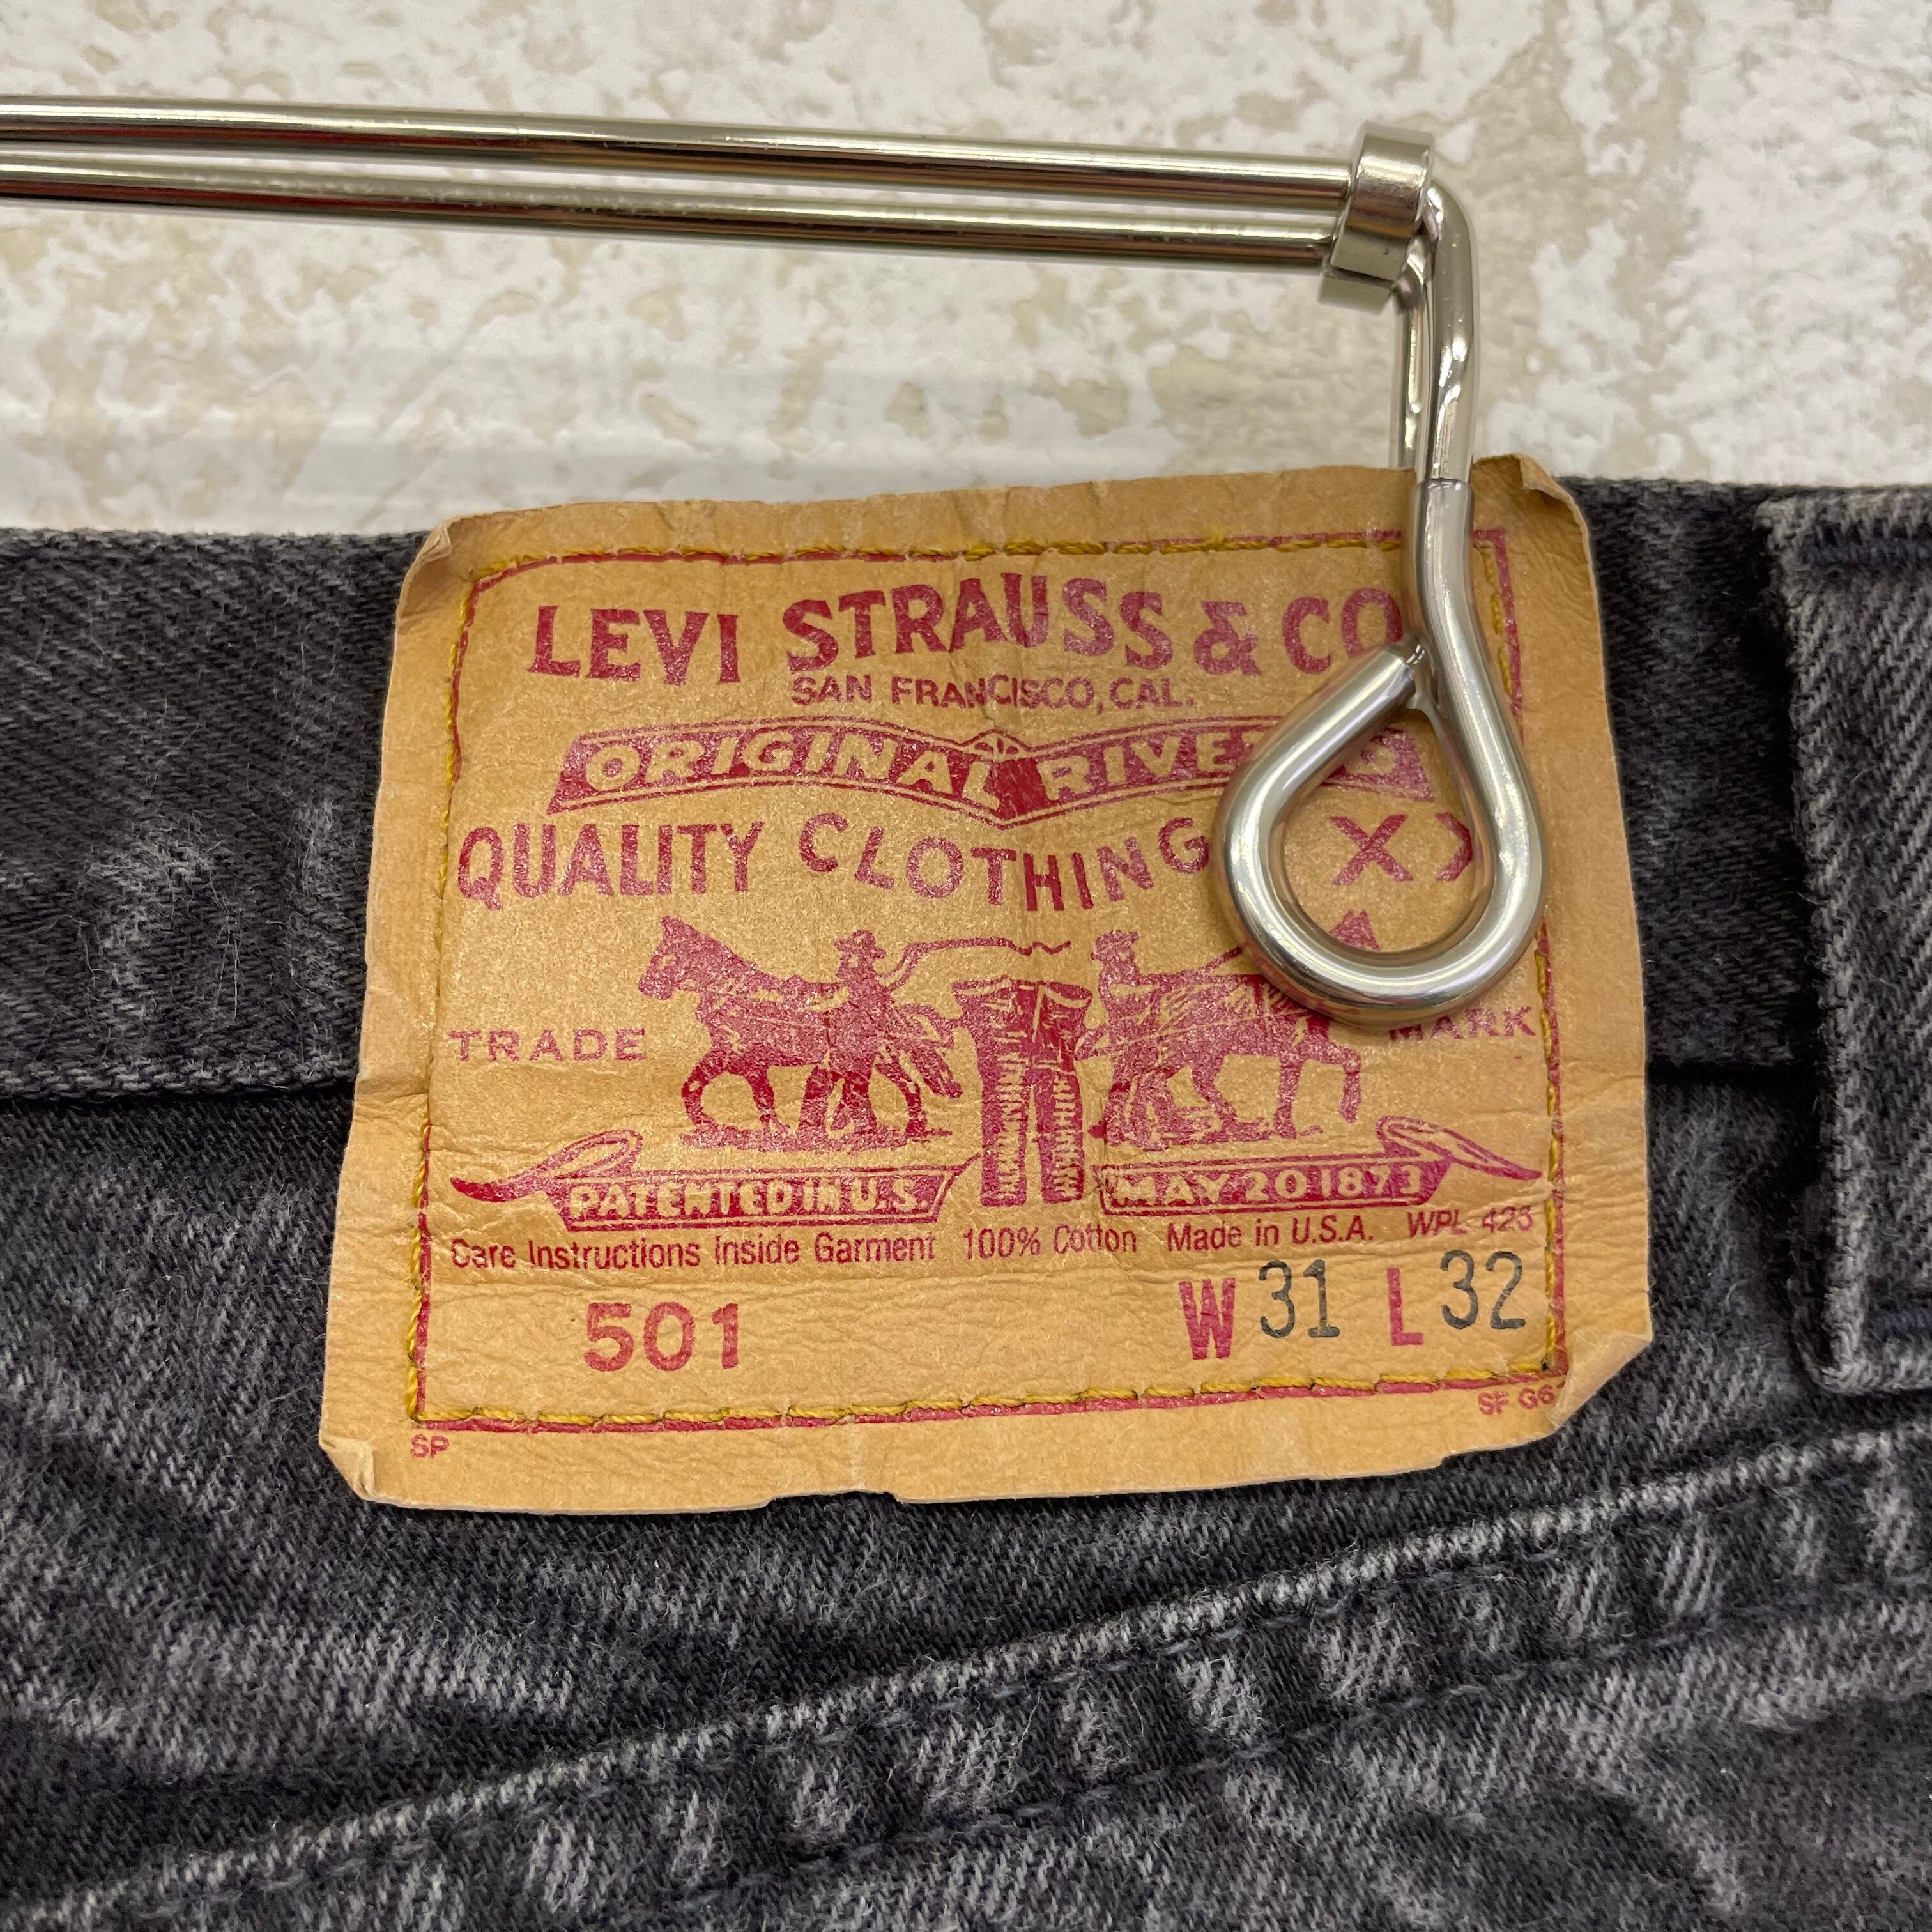 LEVI STRAUSS & CO
SAN FRANCISCO, CAL.
ORIGINAL
QUALITY CLOTHING X
TRADE MARK
PATENTED IN U.S. MAY 20 1873
Care Instructions Inside Garment 100% Cotton Made in U.S.A. WPL 423
501 W 31 L 32
SP SF G6